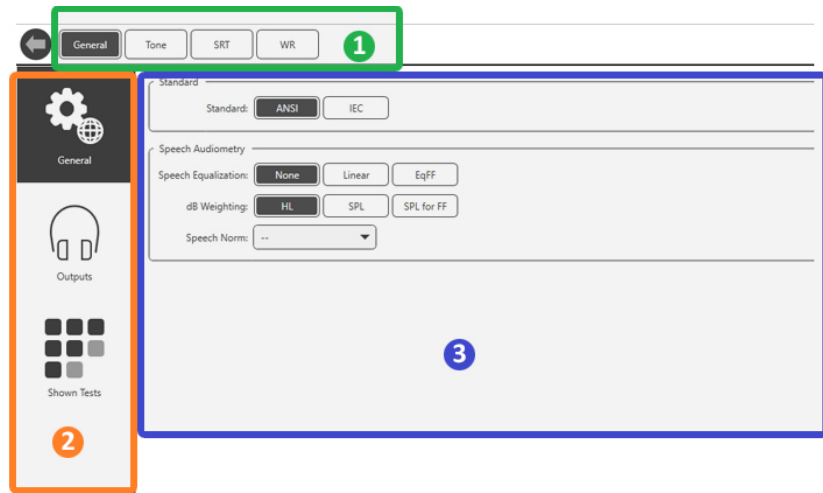 General Tone SRT WR 1
Standard
Standard: ANSI IEC
Speech Audiometry
Speech Equalization: None Linear EqFF
dB Weighting: HL SPL SPL for FF
Speech Norm: --
General
Outputs
Shown Tests
2
3